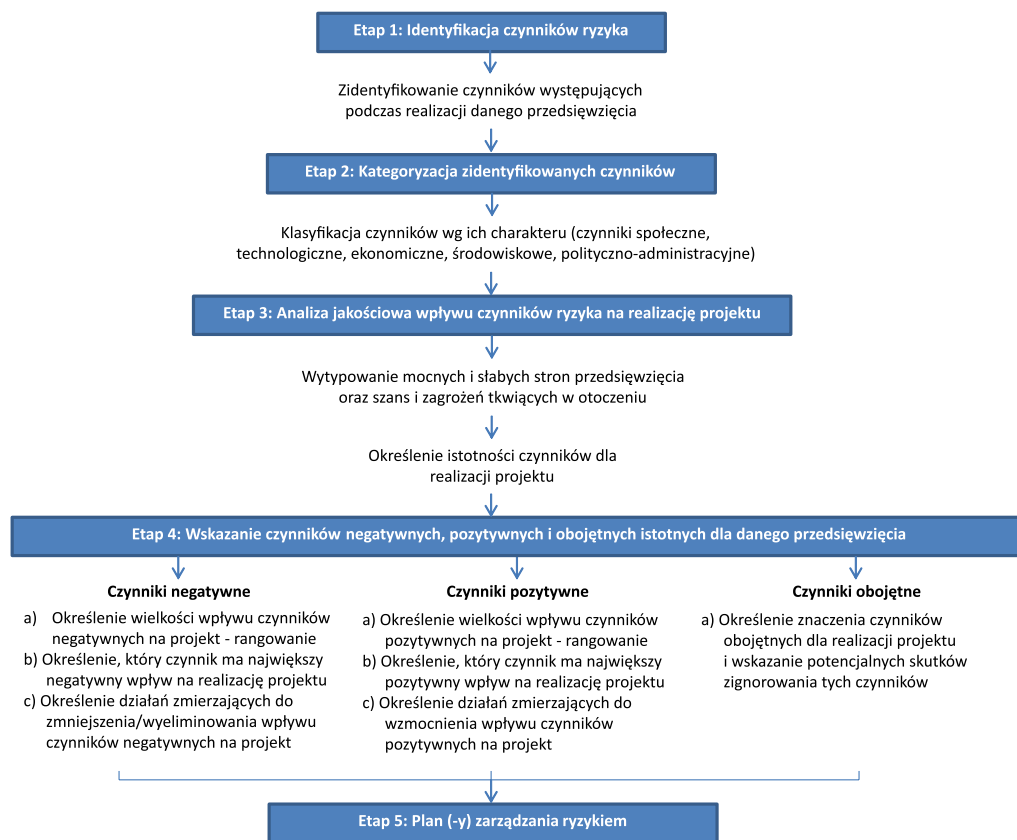 Etap 1: Identyfikacja czynników ryzyka
Zidentyfikowanie czynników występujących
podczas realizacji danego przedsięwzięcia
Etap 2: Kategoryzacja zidentyfikowanych czynników
Klasyfikacja czynników wg ich charakteru (czynniki społeczne,
technologiczne, ekonomiczne, środowiskowe, polityczno-administracyjne)
Etap 3: Analiza jakościowa wpływu czynników ryzyka na realizację projektu
Wytypowanie mocnych i słabych stron przedsięwzięcia
oraz szans i zagrożeń tkwiących w otoczeniu
Określenie istotności czynników dla
realizacji projektu
Etap 4: Wskazanie czynników negatywnych, pozytywnych i obojętnych istotnych dla danego przedsięwzięcia
Czynniki negatywne
a) Określenie wielkości wpływu czynników
negatywnych na projekt - rangowanie
b) Określenie, który czynnik ma największy
negatywny wpływ na realizację projektu
c) Określenie działań zmierzających do
zmniejszenia/wyeliminowania wpływu
czynników negatywnych na projekt
Czynniki pozytywne
a) Określenie wielkości wpływu czynników
pozytywnych na projekt - rangowanie
b) Określenie, który czynnik ma największy
pozytywny wpływ na realizację projektu
c) Określenie działań zmierzających do
wzmocnienia wpływu czynników
pozytywnych na projekt
Czynniki obojętne
a) Określenie znaczenia czynników
obojętnych dla realizacji projektu
i wskazanie potencjalnych skutków
zignorowania tych czynników
Etap 5: Plan (-y) zarządzania ryzykiem